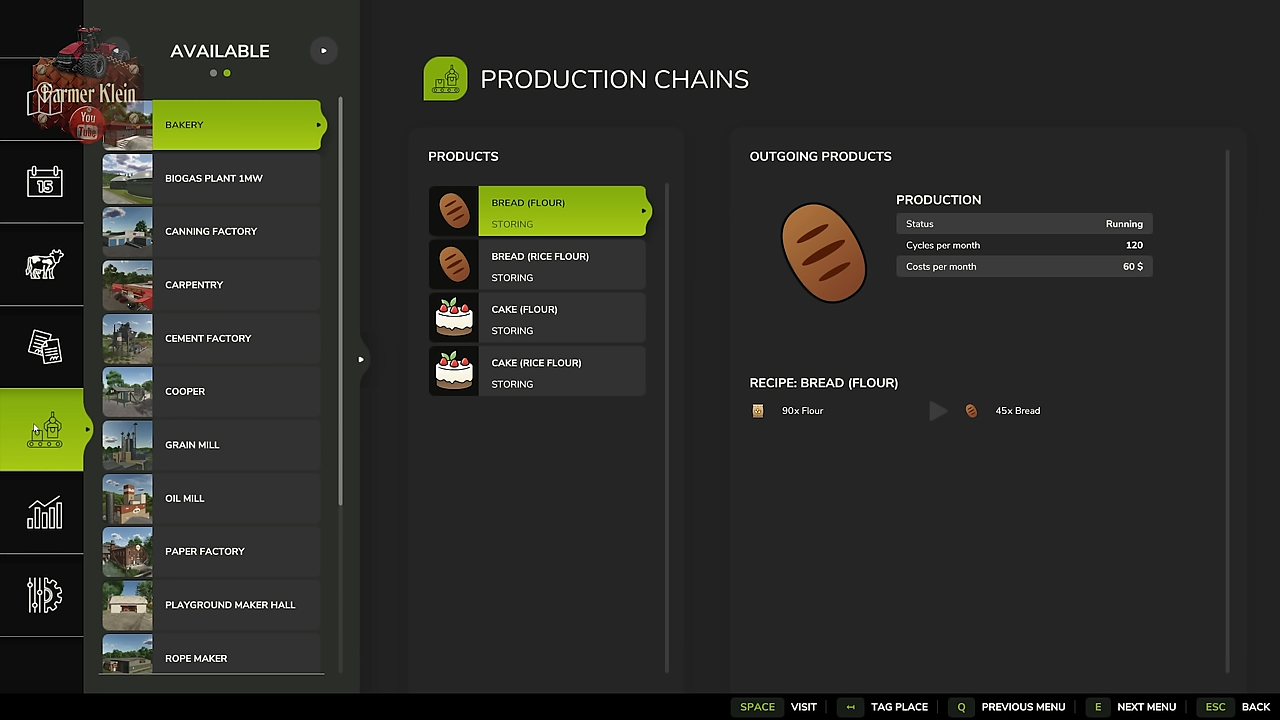 AVAILABLE
Farmer Klein
You
Tube
15
BAKERY
BIOGAS PLANT 1MW
CANNING FACTORY
CARPENTRY
CEMENT FACTORY
COOPER
GRAIN MILL
OIL MILL
PAPER FACTORY
PLAYGROUND MAKER HALL
ROPE MAKER
PRODUCTION CHAINS
PRODUCTS
BREAD (FLOUR)
STORING
BREAD (RICE FLOUR)
STORING
CAKE (FLOUR)
STORING
CAKE (RICE FLOUR)
STORING
OUTGOING PRODUCTS
PRODUCTION
Status Running
Cycles per month 120
Costs per month 60 $
RECIPE: BREAD (FLOUR)
90x Flour 45x Bread
SPACE VISIT TAG PLACE Q PREVIOUS MENU E NEXT MENU ESC BACK